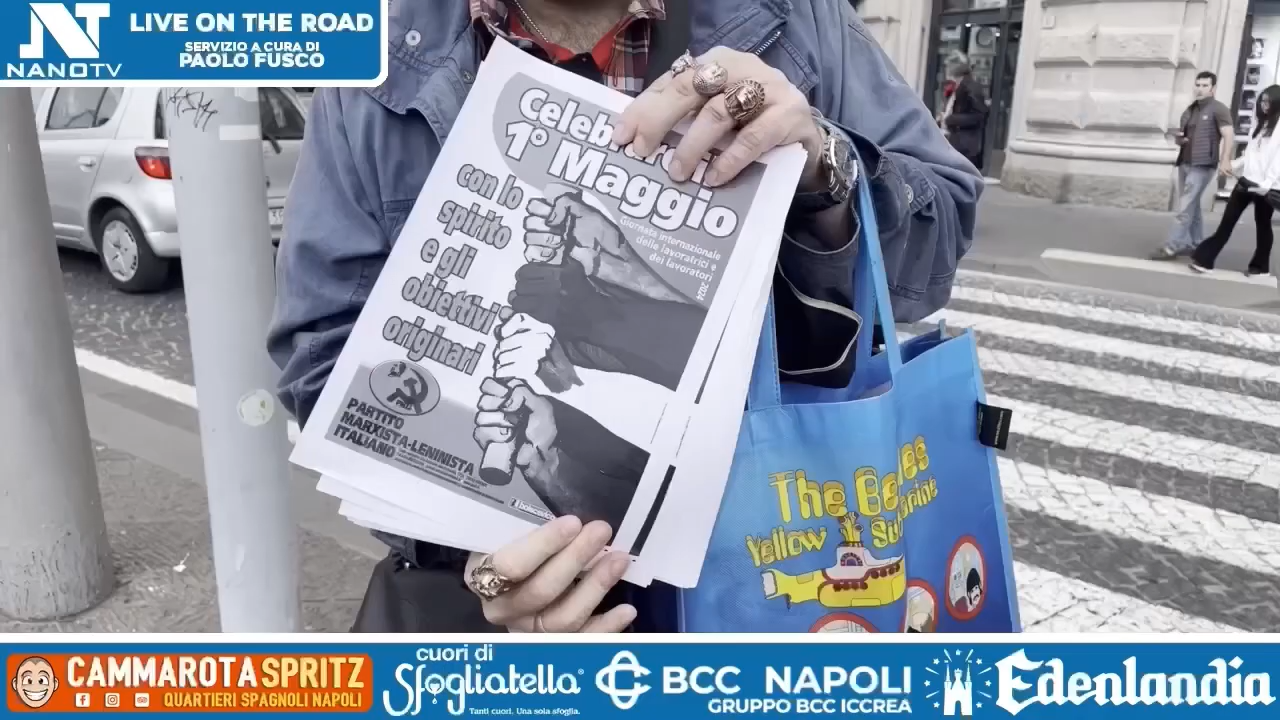 NANOTV
LIVE ON THE ROAD
SERVIZIO A CURA DI
PAOLO FUSCO
1° Maggio
Giornata internazionale
delle lavoratrici e
dei lavoratori 2024
con lo
spirito
e gli
obiettivi
originari
PARTITO
MARXISTA-LENINISTA
ITALIANO
The
Yellow
CAMMAROTA SPRITZ
QUARTIERI SPAGNOLI NAPOLI
cuori di
Sfogliatella®
Tanti cuori. Una sola sfoglia.
BCC NAPOLI
GRUPPO BCC ICCREA
Edenlandia